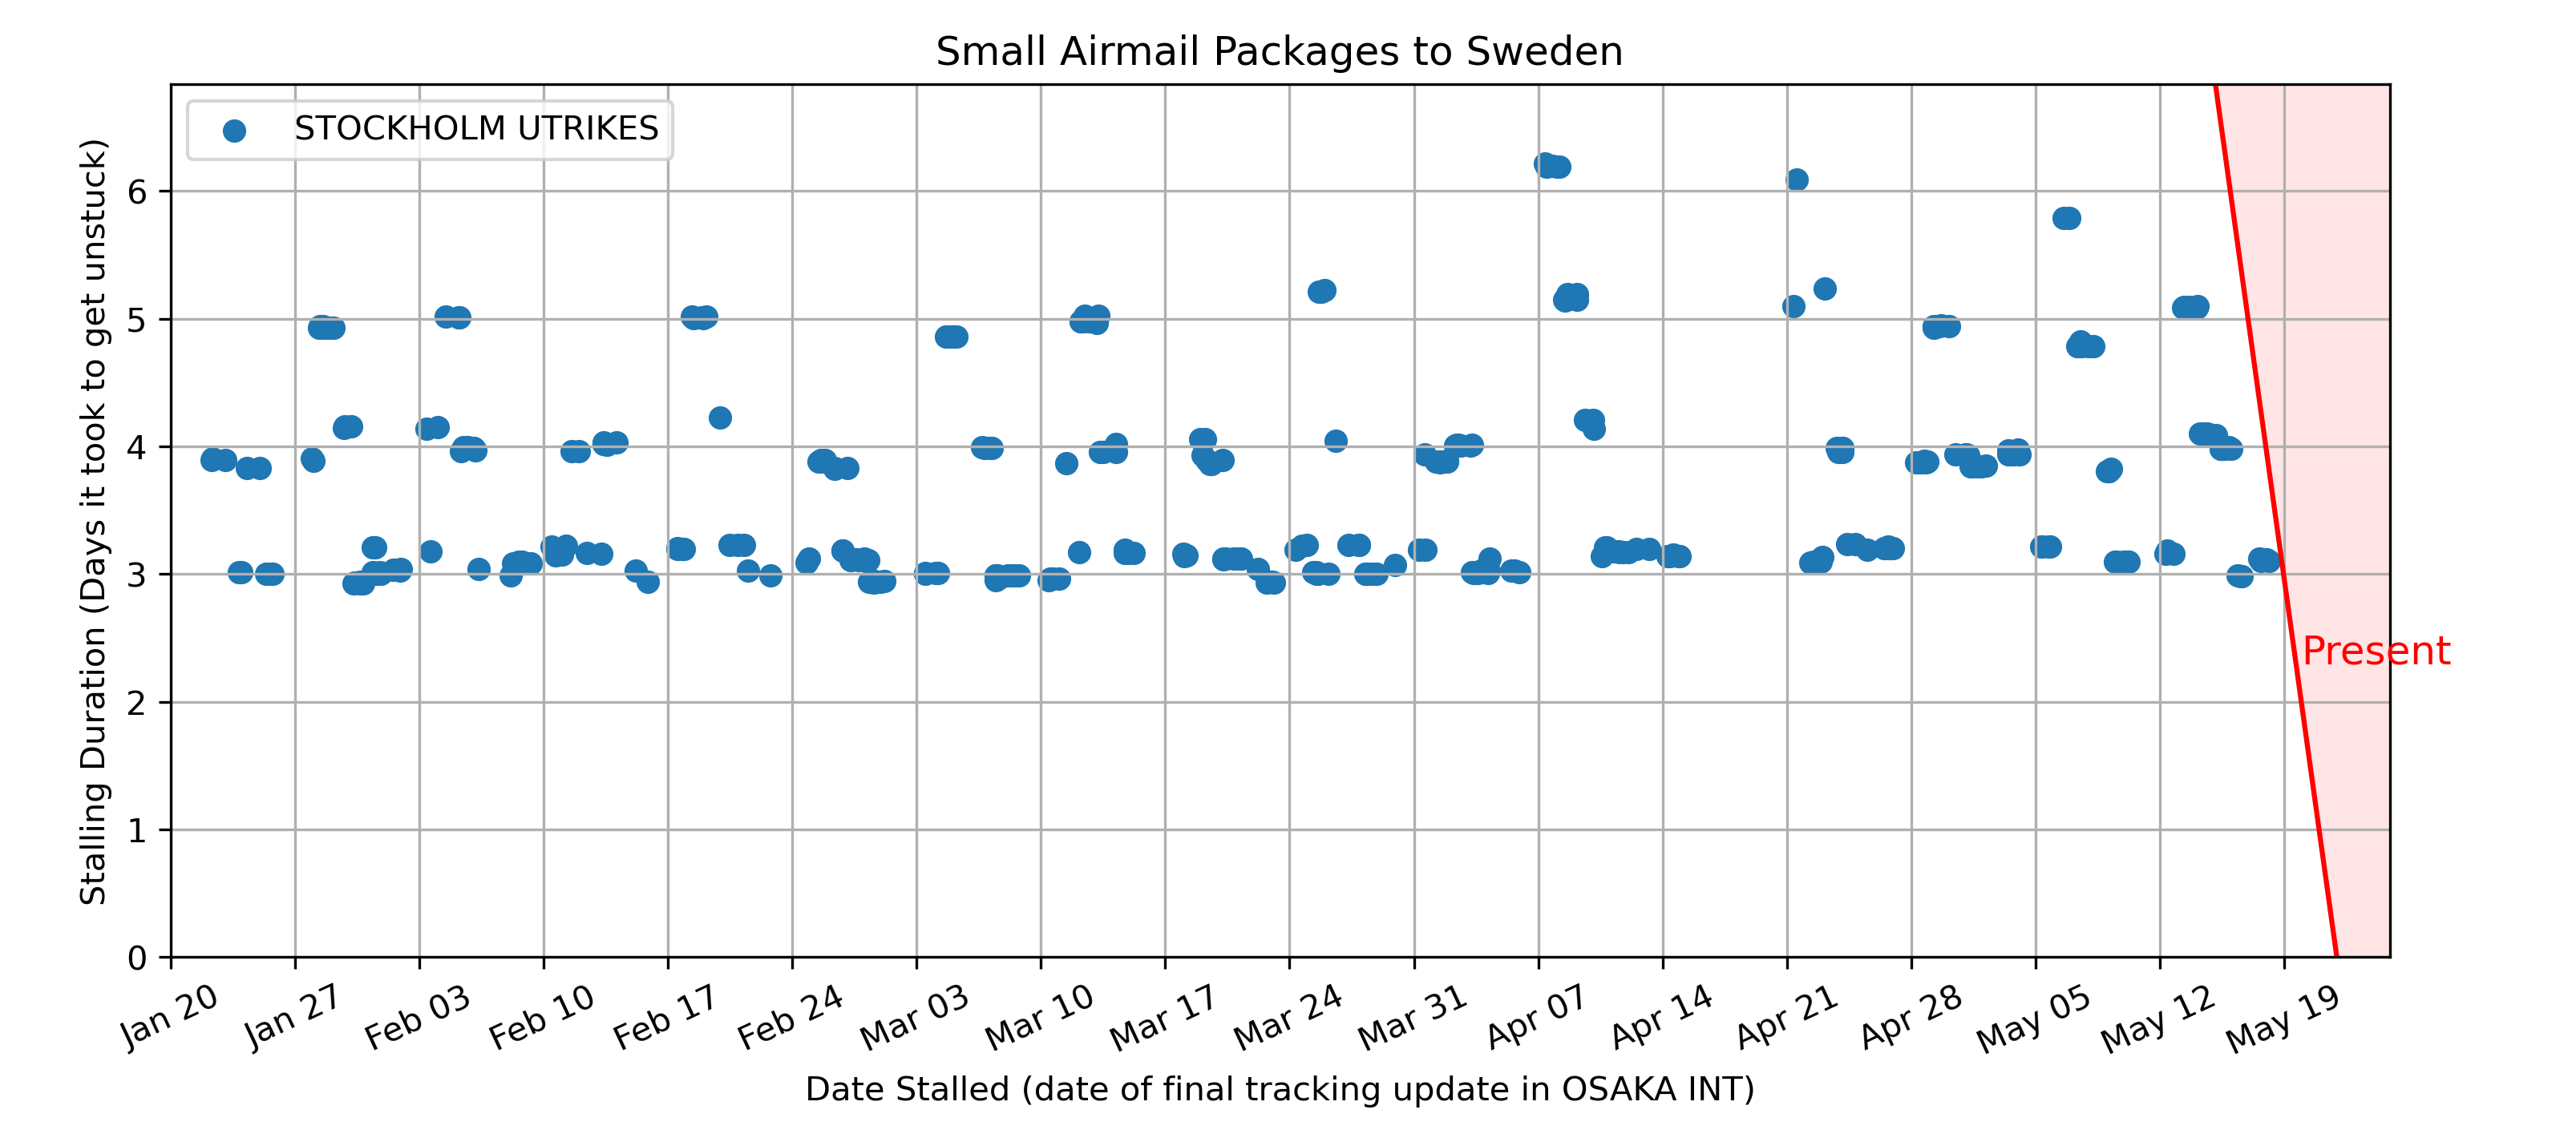 Small Airmail Packages to Sweden
STOCKHOLM UTRIKES
Stalling Duration (Days it took to get unstuck)
6
5
4
3
2
1
0
Present
Jan 20
Jan 27
Feb 03
Feb 10
Feb 17
Feb 24
Mar 03
Mar 10
Mar 17
Mar 24
Mar 31
Apr 07
Apr 14
Apr 21
Apr 28
May 05
May 12
May 19
Date Stalled (date of final tracking update in OSAKA INT)